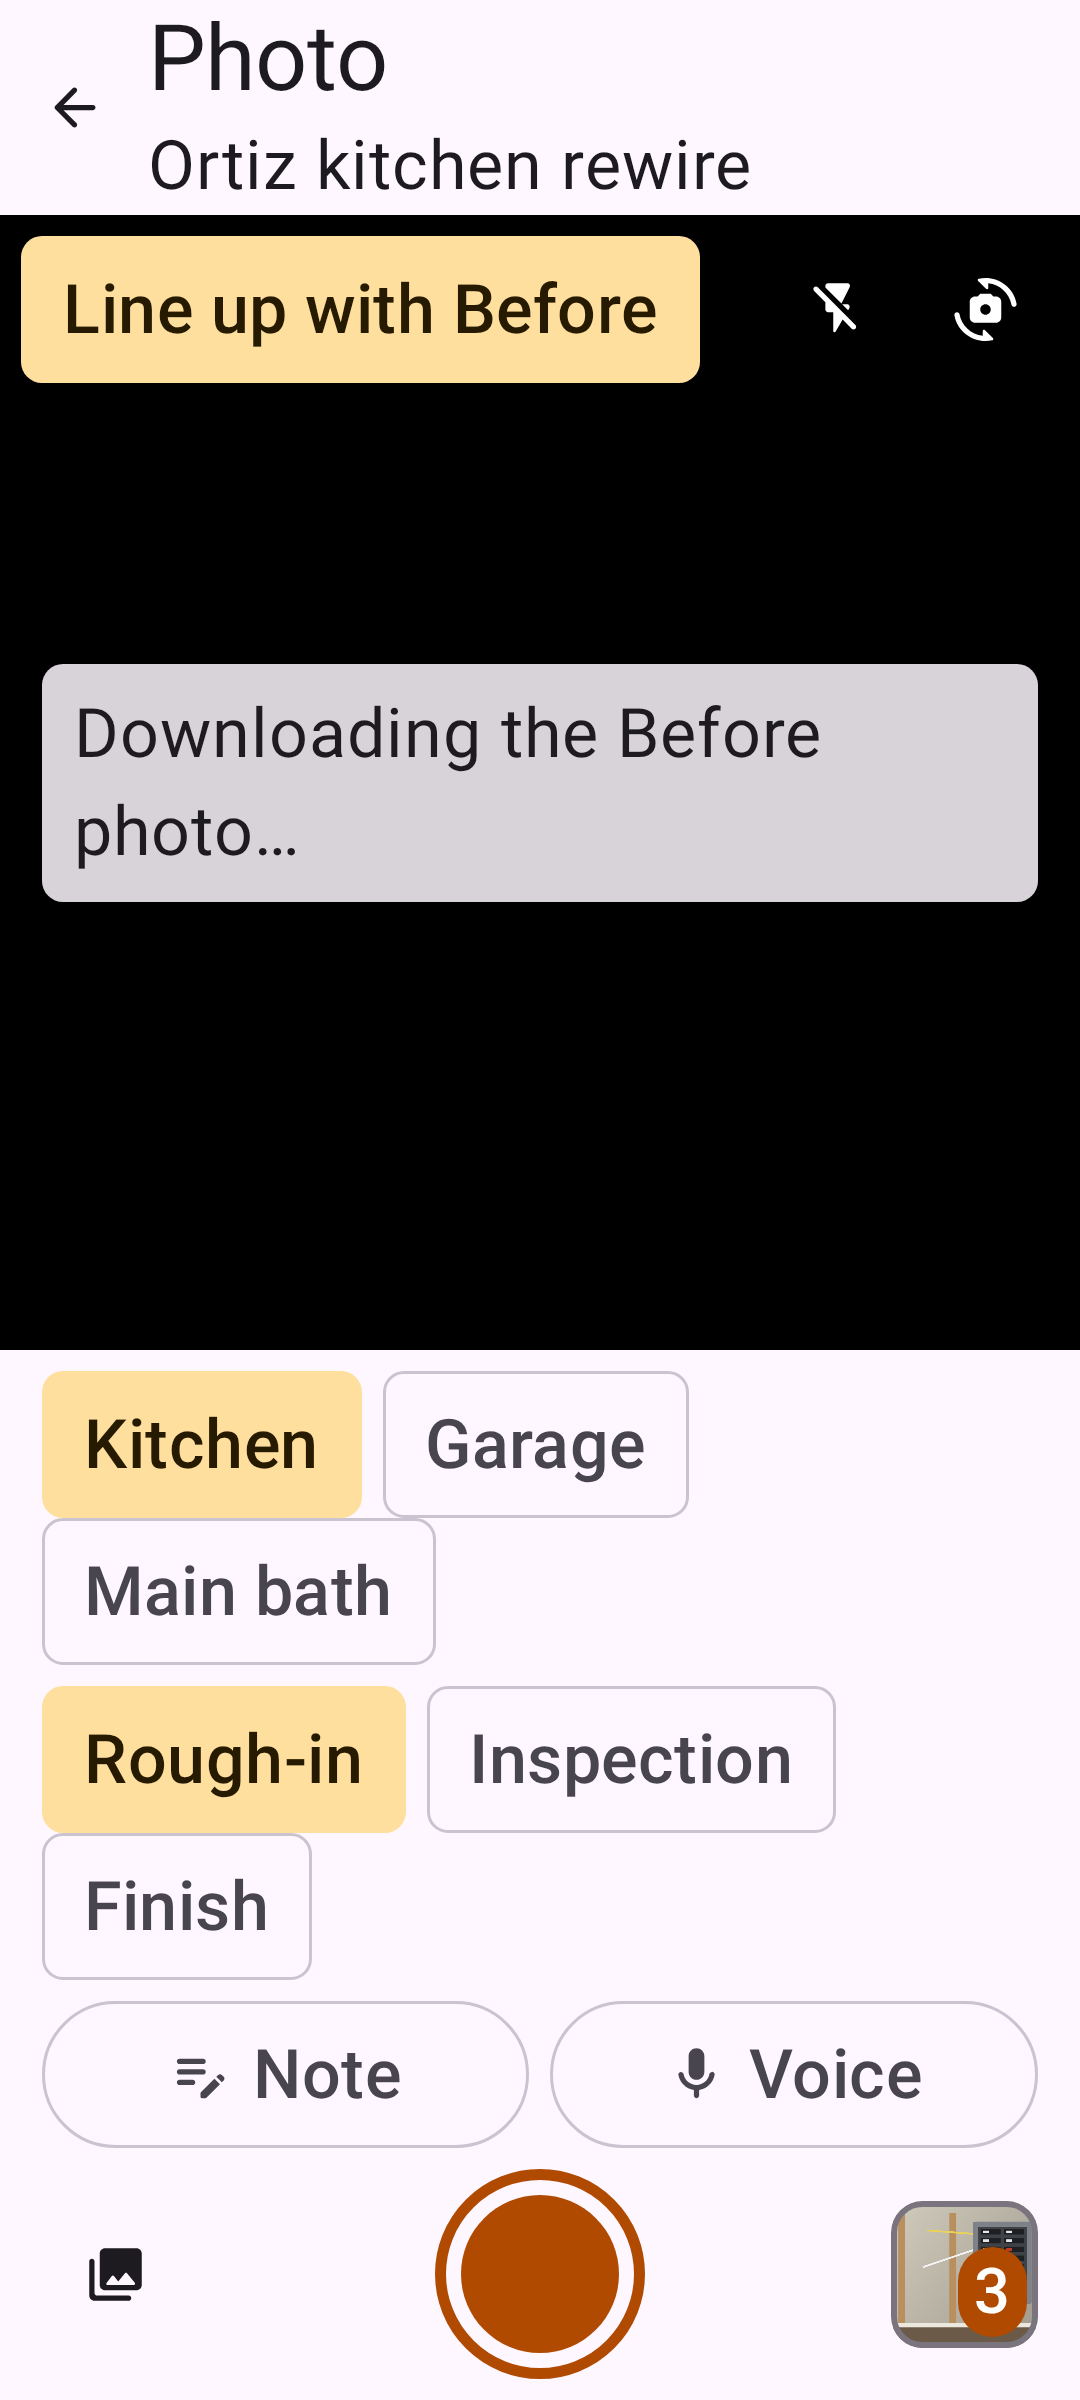 Photo
Ortiz kitchen rewire
Line up with Before
Downloading the Before
photo…
Kitchen
Garage
Main bath
Rough-in
Inspection
Finish
Note
Voice
3